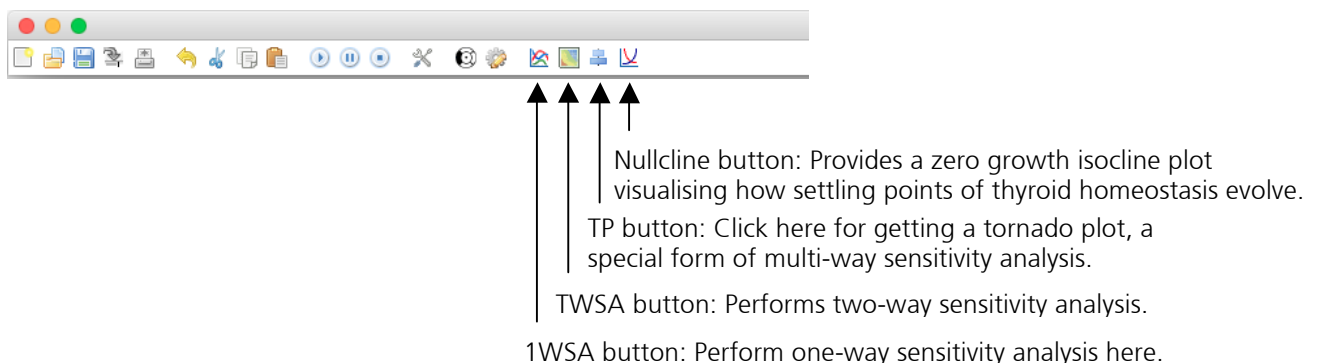 Nullcline button: Provides a zero growth isocline plot
visualising how settling points of thyroid homeostasis evolve.
TP button: Click here for getting a tornado plot, a
special form of multi-way sensitivity analysis.
TWSA button: Performs two-way sensitivity analysis.
1WSA button: Perform one-way sensitivity analysis here.